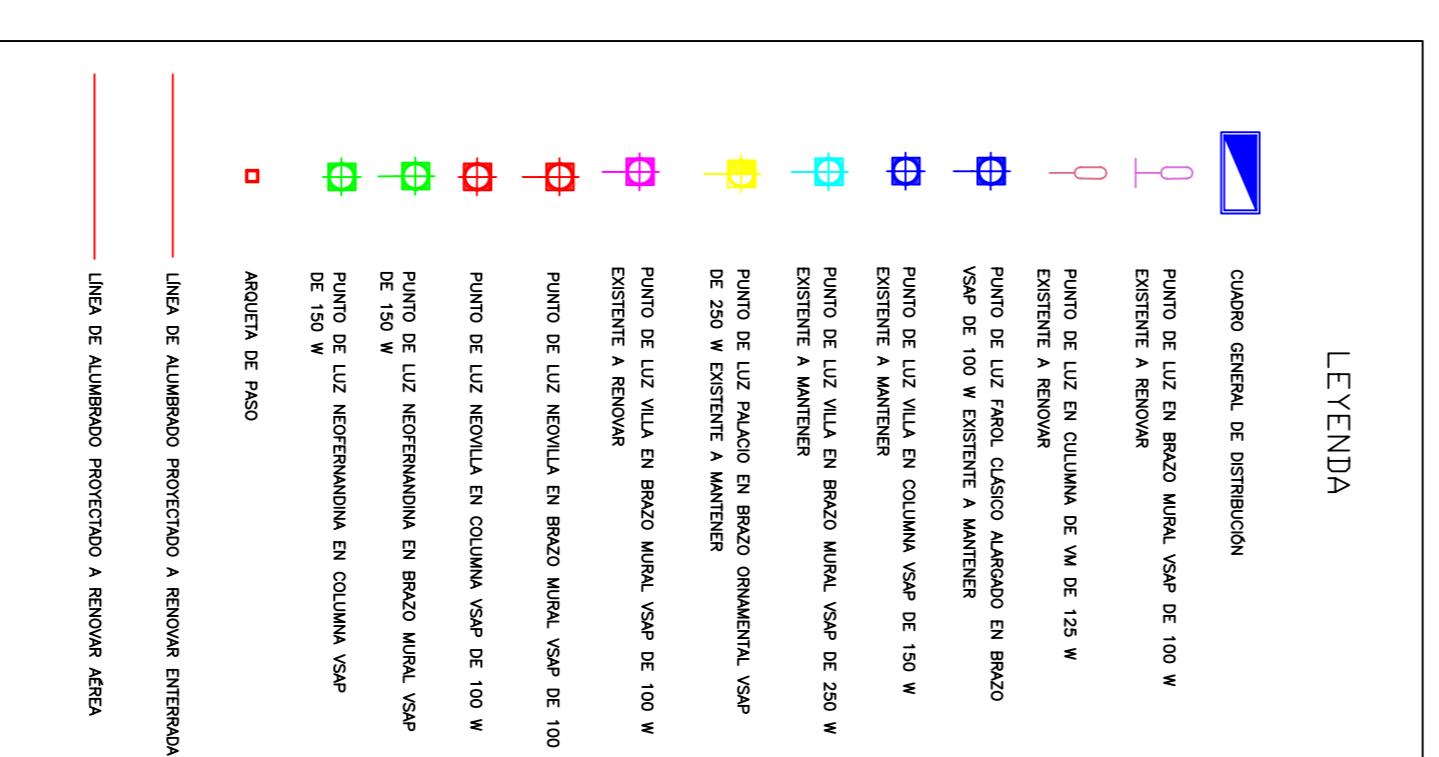 LEYENDA
CUADRO GENERAL DE DISTRIBUCIÓN
PUNTO DE LUZ EN BRAZO MURAL VSAP DE 100 W
EXISTENTE A RENOVAR
PUNTO DE LUZ EN CULUMNA DE VM DE 125 W
EXISTENTE A RENOVAR
PUNTO DE LUZ FAROL CLÁSICO ALARGADO EN BRAZO
VSAP DE 100 W EXISTENTE A MANTENER
PUNTO DE LUZ VILLA EN COLUMNA VSAP DE 150 W
EXISTENTE A MANTENER
PUNTO DE LUZ VILLA EN BRAZO MURAL VSAP DE 250 W
EXISTENTE A MANTENER
PUNTO DE LUZ PALACIO EN BRAZO ORNAMENTAL VSAP
DE 250 W EXISTENTE A MANTENER
PUNTO DE LUZ VILLA EN BRAZO MURAL VSAP DE 100 W
EXISTENTE A RENOVAR
PUNTO DE LUZ NEOVILLA EN BRAZO MURAL VSAP DE 100
PUNTO DE LUZ NEOVILLA EN COLUMNA VSAP DE 100 W
PUNTO DE LUZ NEOFERNANDINA EN BRAZO MURAL VSAP
DE 150 W
PUNTO DE LUZ NEOFERNANDINA EN COLUMNA VSAP
DE 150 W
ARQUETA DE PASO
LÍNEA DE ALUMBRADO PROYECTADO A RENOVAR ENTERRADA
LÍNEA DE ALUMBRADO PROYECTADO A RENOVAR AÉREA